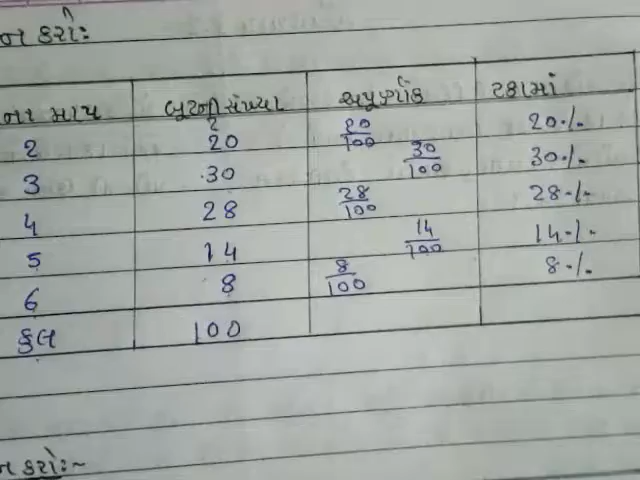 ન કરો:
ના માપ બૂટની સંખ્યા અપૂર્ણાંક ટકામાં
2 20 20/100 20%
3 30 30/100 30%
4 28 28/100 28%
5 14 14/100 14%
6 8 8/100 8%
કુલ 100
ન કરો:-